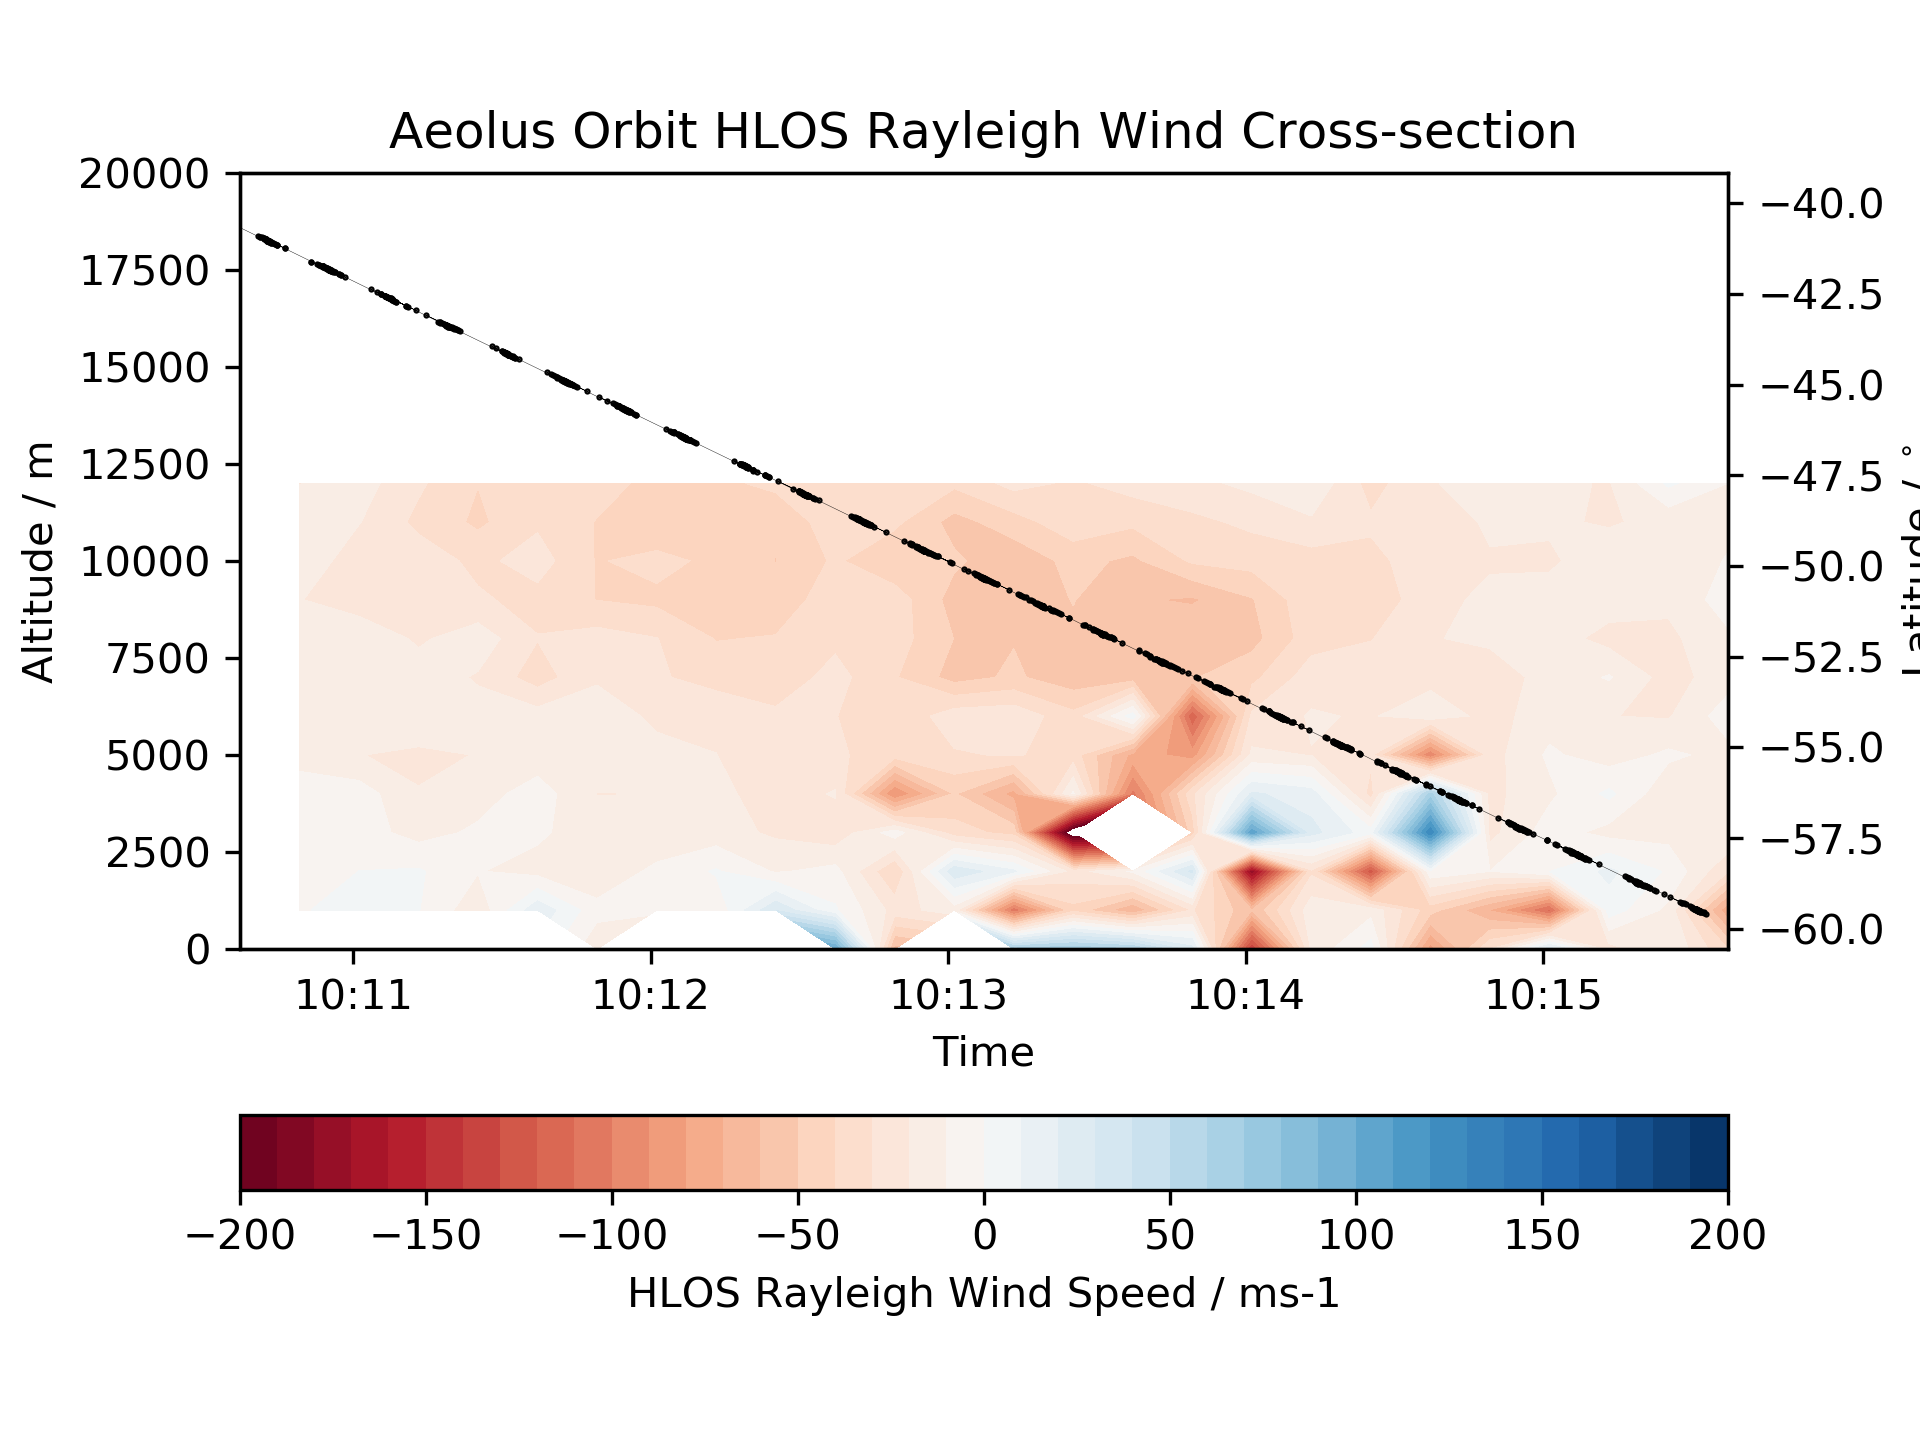 Aeolus Orbit HLOS Rayleigh Wind Cross-section
20000
17500
15000
12500
10000
7500
5000
2500
0
Altitude / m
−40.0
−42.5
−45.0
−47.5
−50.0
−52.5
−55.0
−57.5
−60.0
Latitude / °
10:11 10:12 10:13 10:14 10:15
Time
−200 −150 −100 −50 0 50 100 150 200
HLOS Rayleigh Wind Speed / ms-1